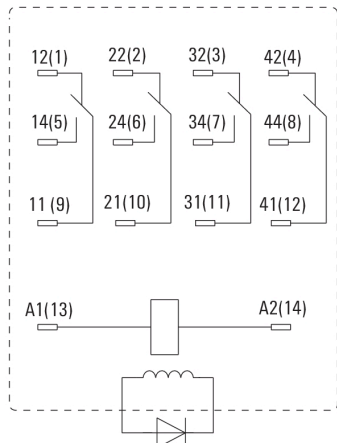 12(1) 22(2) 32(3) 42(4)
14(5) 24(6) 34(7) 44(8)
11 (9) 21(10) 31(11) 41(12)
A1(13) A2(14)